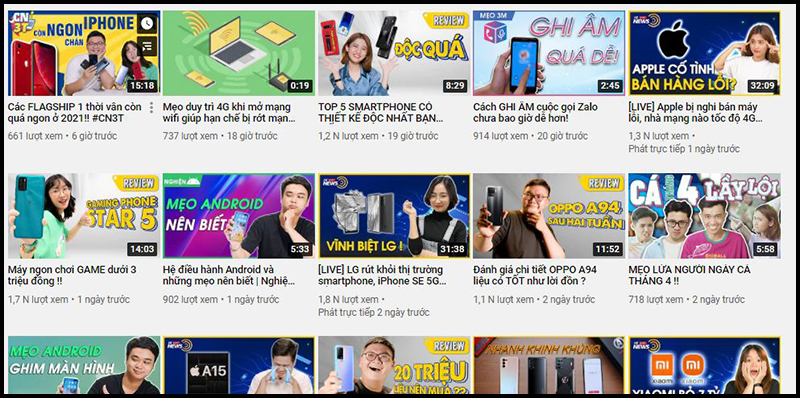 CN
3T
CÒN NGON IPHONE
CHÁN
15:18
Các FLAGSHIP 1 thời vẫn còn
quá ngon ở 2021!! #CN3T
661 lượt xem • 6 giờ trước
0:19
Mẹo duy trì 4G khi mở mạng
wifi giúp hạn chế bị rớt mạn...
737 lượt xem • 18 giờ trước
REVIEW
ĐỘC QUÁ
8:29
TOP 5 SMARTPHONE CÓ
THIẾT KẾ ĐỘC NHẤT BẠN...
1,2 N lượt xem • 19 giờ trước
MẸO 3M
GHI ÂM
QUÁ DỄ!
2:45
Cách GHI ÂM cuộc gọi Zalo
chưa bao giờ dễ hơn!
914 lượt xem • 20 giờ trước
NEWS
APPLE CỐ TÌNH
BÁN HÀNG LỖI?
32:09
[LIVE] Apple bị nghi bán máy
lỗi, nhà mạng nào tốc độ 4G...
1,3 N lượt xem •
Phát trực tiếp 1 ngày trước
REVIEW
GAMING PHONE
STAR 5
14:03
Máy ngon chơi GAME dưới 3
triệu đồng !!
1,7 N lượt xem • 1 ngày trước
NGHIỆN
MẸO ANDROID
NÊN BIẾT
5:33
Hệ điều hành Android và
những mẹo nên biết | Nghiệ...
902 lượt xem • 1 ngày trước
NEWS
VĨNH BIỆT LG !
31:38
[LIVE] LG rút khỏi thị trường
smartphone, iPhone SE 5G...
1,8 N lượt xem •
Phát trực tiếp 2 ngày trước
REVIEW
OPPO A94
SAU HAI TUẦN
11:52
Đánh giá chi tiết OPPO A94
liệu có TỐT như lời đồn ?
1,1 N lượt xem • 2 ngày trước
CÁ THÁNG 4 LẦY LỘI
5:58
MẸO LỪA NGƯỜI NGÀY CÁ
THÁNG 4 !!
718 lượt xem • 2 ngày trước
MẸO ANDROID
GHIM MÀN HÌNH
NEWS
A15
REVIEW
20 TRIỆU
LIỆU NÊN MUA ??
NHANH KHINH KHỦNG
NEWS
xiaomi
xiaomi
XIAOMI BỎ 7 TỶ